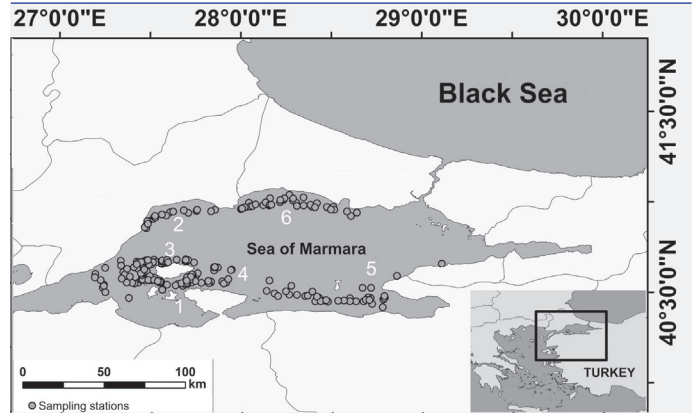 27°0'0"E 28°0'0"E 29°0'0"E 30°0'0"E
Black Sea
41°30'0"N
2
6
3
Sea of Marmara
4
5
40°30'0"N
1
TURKEY
0 50 100
km
Sampling stations